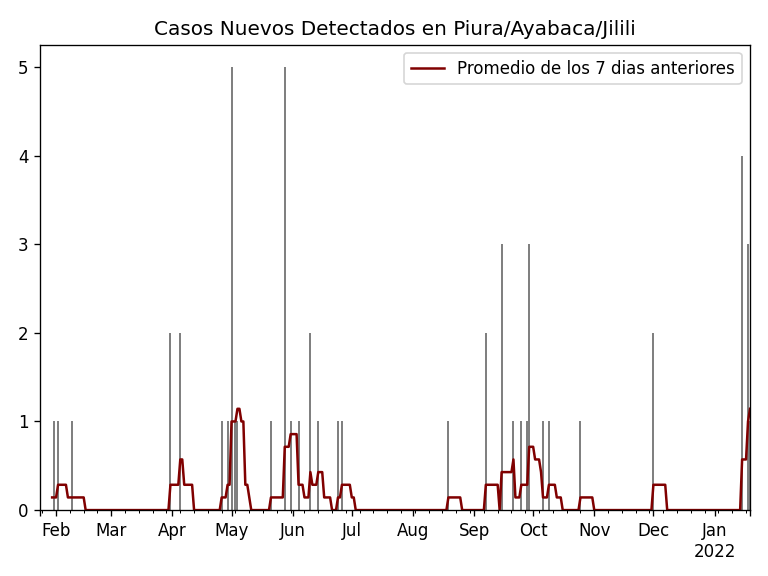 Casos Nuevos Detectados en Piura/Ayabaca/Jilili
Promedio de los 7 dias anteriores
5
4
3
2
1
0
Feb Mar Apr May Jun Jul Aug Sep Oct Nov Dec Jan
2022